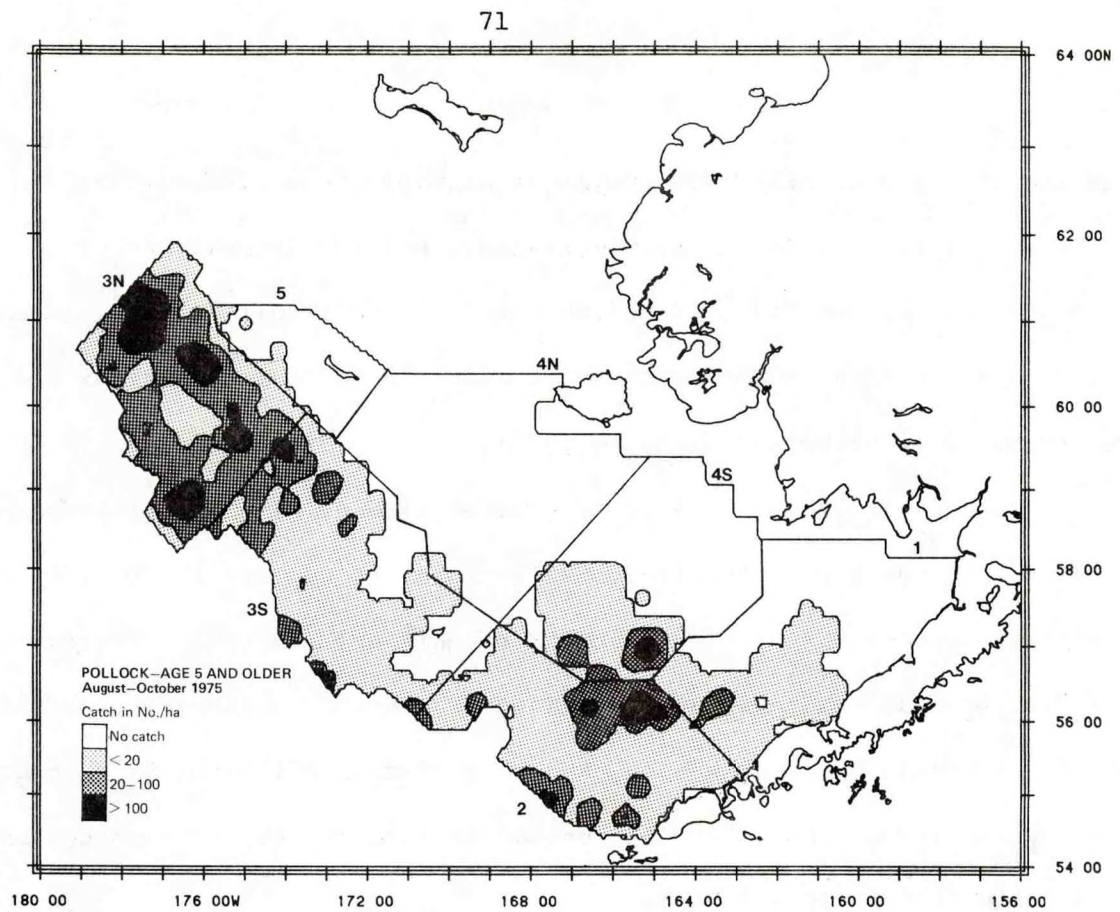 71
64 00N
62 00
60 00
58 00
56 00
54 00
3N
5
4N
4S
1
3S
2
POLLOCK—AGE 5 AND OLDER
August–October 1975
Catch in No./ha
No catch
<20
20–100
>100
180 00
176 00W
172 00
168 00
164 00
160 00
156 00